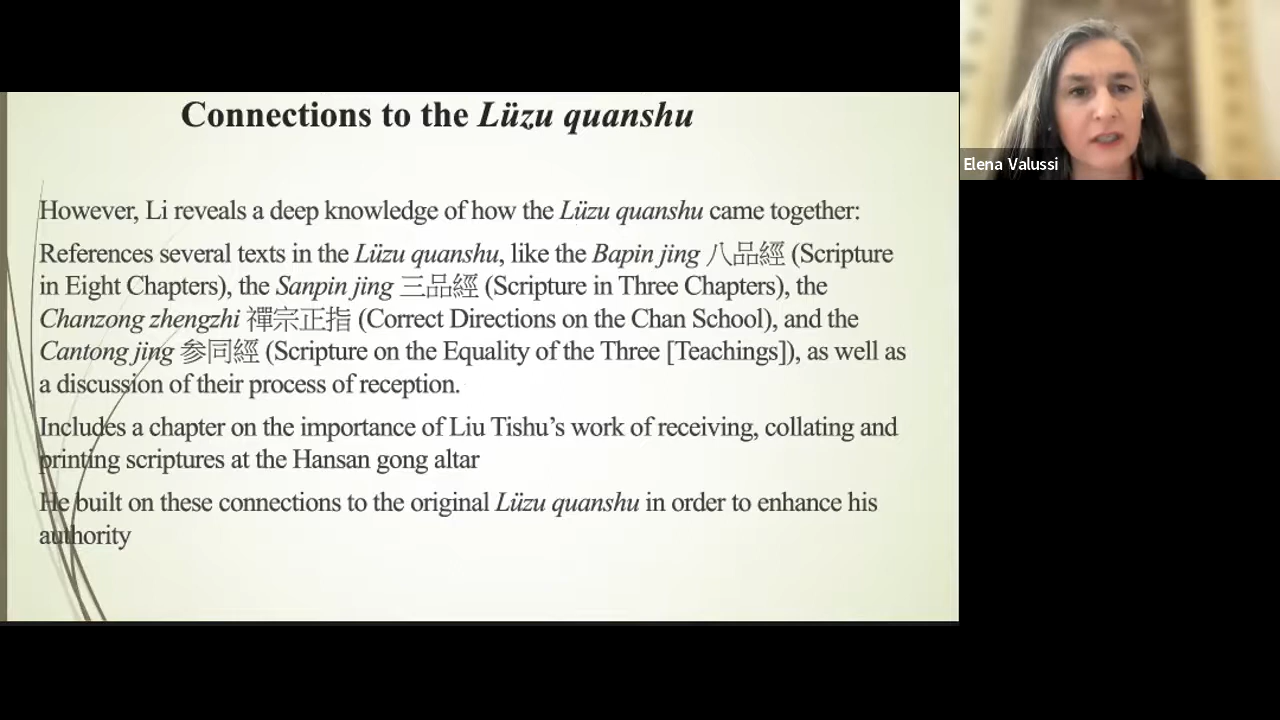 Connections to the Lüzu quanshu
However, Li reveals a deep knowledge of how the Lüzu quanshu came together:
References several texts in the Lüzu quanshu, like the Bapin jing 八品經 (Scripture
in Eight Chapters), the Sanpin jing 三品經 (Scripture in Three Chapters), the
Chanzong zhengzhi 禪宗正指 (Correct Directions on the Chan School), and the
Cantong jing 参同經 (Scripture on the Equality of the Three [Teachings]), as well as
a discussion of their process of reception.
Includes a chapter on the importance of Liu Tishu’s work of receiving, collating and
printing scriptures at the Hansan gong altar
He built on these connections to the original Lüzu quanshu in order to enhance his
authority
Elena Valussi